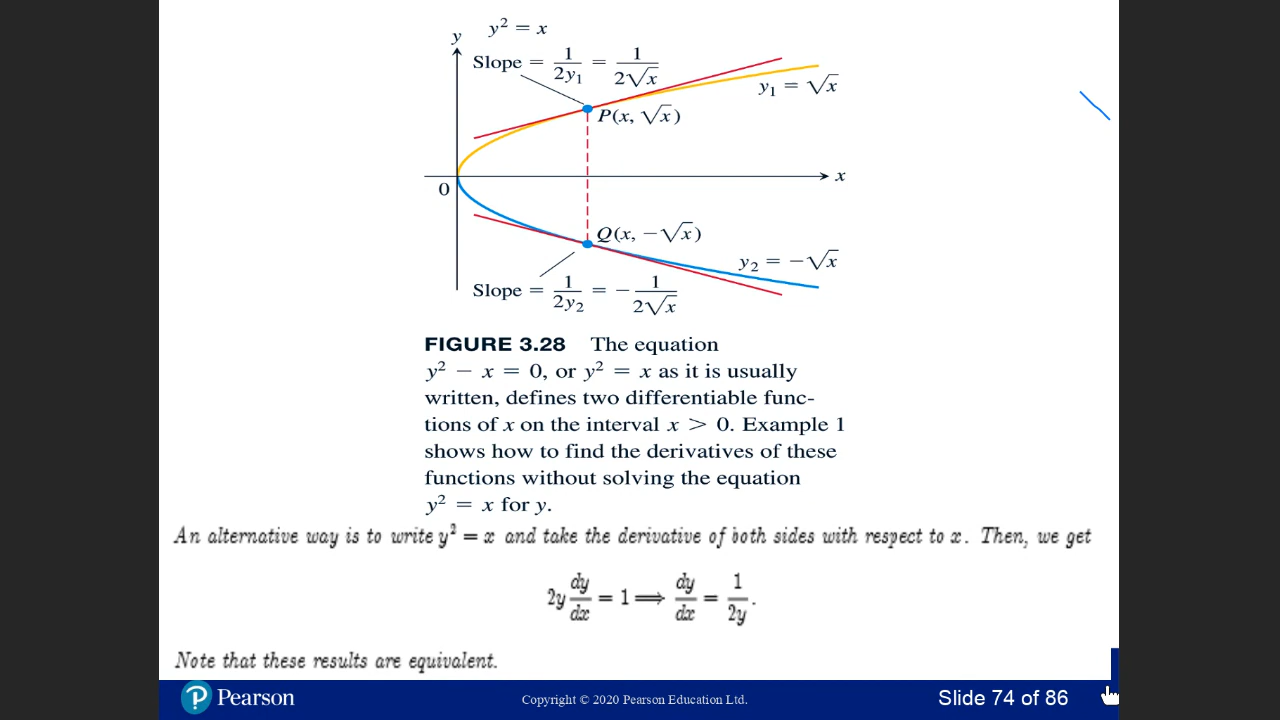 y² = x
y
Slope = 1/2y₁ = 1/2√x
y₁ = √x
P(x, √x)
x
0
Q(x, −√x)
y₂ = −√x
Slope = 1/2y₂ = − 1/2√x
FIGURE 3.28 The equation
y² − x = 0, or y² = x as it is usually
written, defines two differentiable func-
tions of x on the interval x > 0. Example 1
shows how to find the derivatives of these
functions without solving the equation
y² = x for y.
An alternative way is to write y² = x and take the derivative of both sides with respect to x. Then, we get
2y dy/dx = 1 ⟹ dy/dx = 1/2y.
Note that these results are equivalent.
P Pearson
Copyright © 2020 Pearson Education Ltd.
Slide 74 of 86